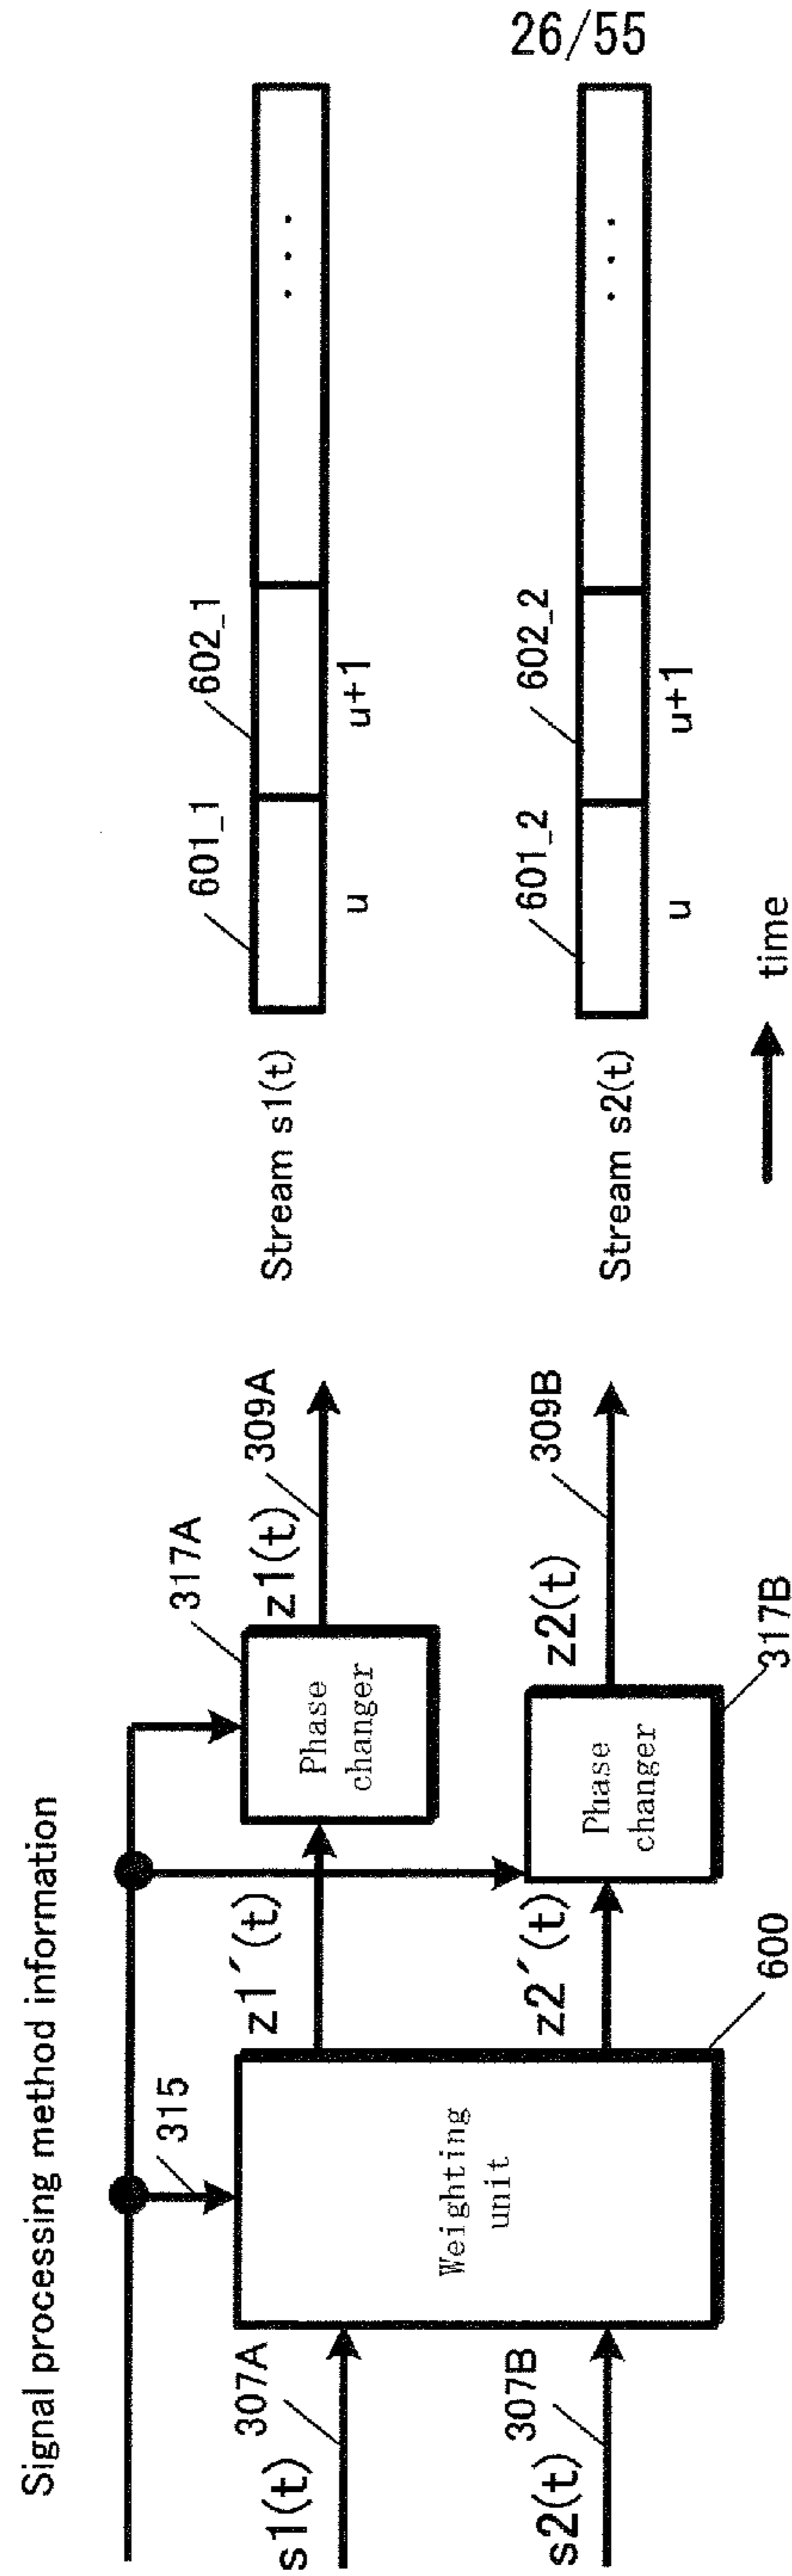 26/55
Signal processing method information
315
s1(t)
307A
s2(t)
307B
Weighting
unit
600
z1´(t)
z2´(t)
317A
Phase
changer
z1(t)
309A
Phase
changer
317B
z2(t)
309B
Stream s1(t)
601_1
602_1
u
u+1
...
Stream s2(t)
601_2
602_2
u
u+1
...
time